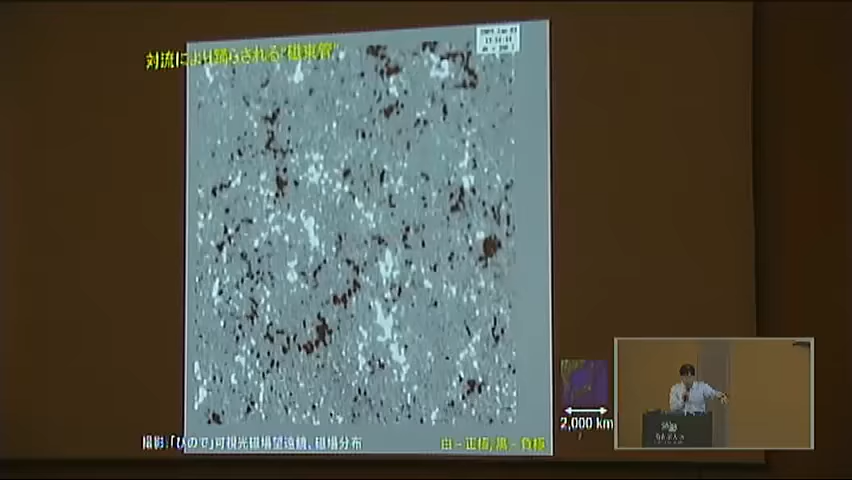 対流により踊らされる"磁束管"
2,000 km
撮影:「ひので」可視光磁場望遠鏡、磁場分布
白-正極,黒-負極